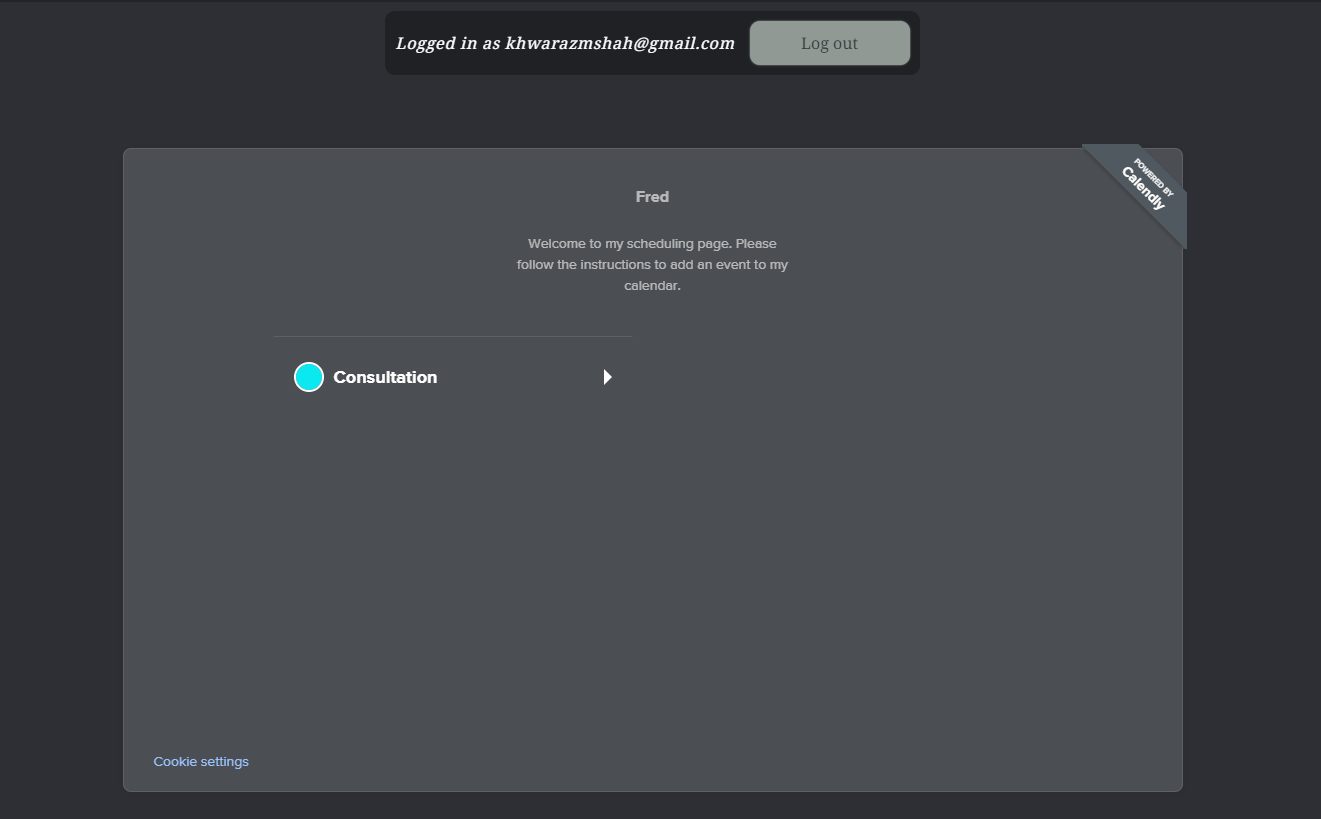 Logged in as khwarazmshah@gmail.com
Log out
POWERED BY
Calendly
Fred
Welcome to my scheduling page. Please
follow the instructions to add an event to my
calendar.
Consultation
Cookie settings